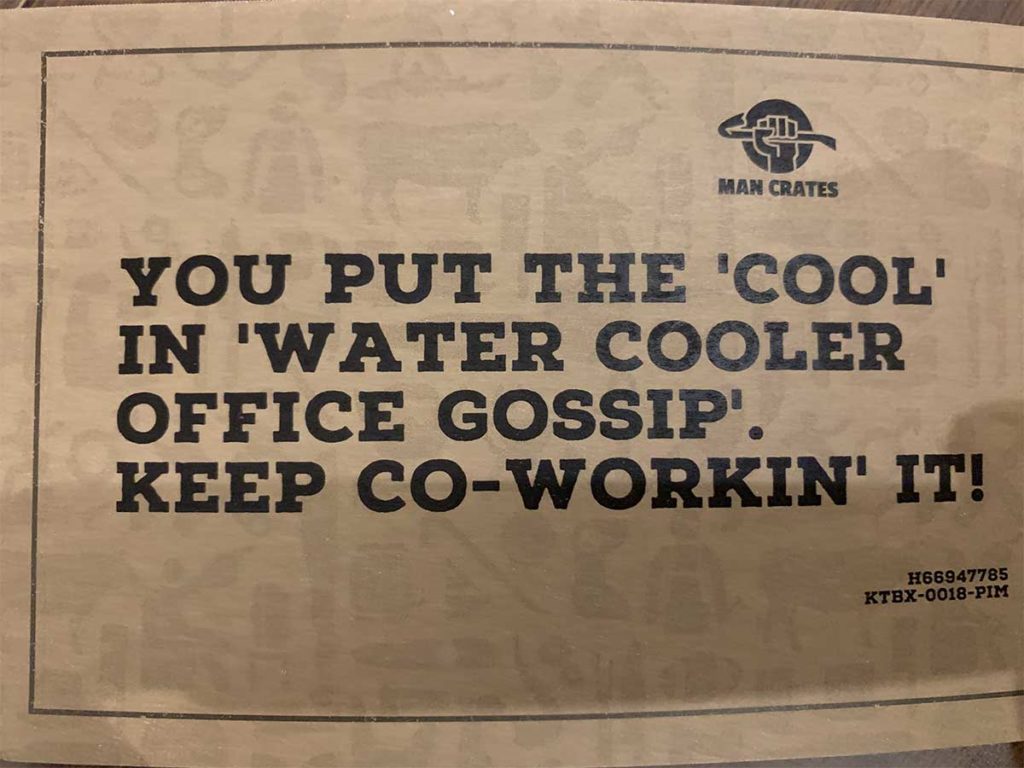 MAN CRATES
YOU PUT THE 'COOL'
IN 'WATER COOLER
OFFICE GOSSIP'.
KEEP CO-WORKIN' IT!
H66947785
KTBX-0018-PIM